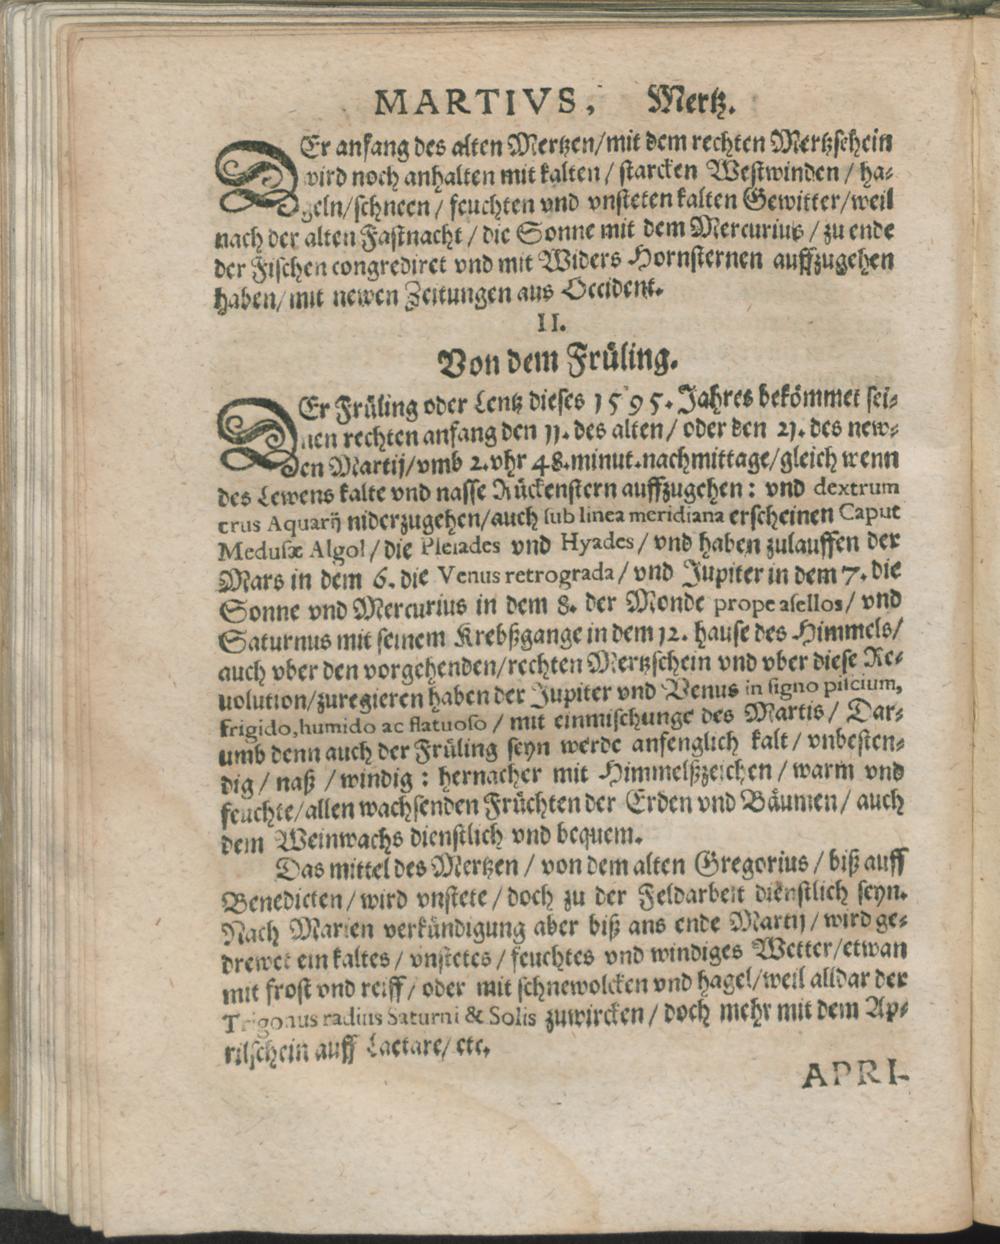 MARTIVS, Mertz.
DEr anfang des alten Mertzen/mit dem rechten Mertzschein
wird noch anhalten mit kalten / starcken Westwinden / ha-
geln/schneen / feuchten vnd vnsteten kalten Gewitter/weil
nach der alten Fastnacht / die Sonne mit dem Mercurius / zu ende
der Fischen congrediret vnd mit Widers Hornsternen auffzugehen
haben/mit newen Zeitungen aus Occident.
II.
Von dem Früling.
DEr Früling oder Lentz dieses 1595. Jahres bekömmet sei-
nen rechten anfang den 11. des alten / oder den 21. des new-
en Martij/vmb 2.vhr 48.minut.nachmittage/gleich wenn
des Lewens kalte vnd nasse Rückenstern auffzugehen: vnd dextrum
crus Aquarij niderzugehen/auch sub linea meridiana erscheinen Caput
Medusæ Algol / die Pleiades vnd Hyades / vnd haben zulauffen der
Mars in dem 6. die Venus retrograda / vnd Jupiter in dem 7. die
Sonne vnd Mercurius in dem 8. der Monde prope asellos / vnd
Saturnus mit seinem Krebßgange in dem 12. hause des Himmels/
auch vber den vorgehenden/rechten Mertzschein vnd vber diese Re-
uolution/zuregieren haben der Jupiter vnd Venus in signo piscium,
frigido, humido ac flatuoso / mit einmischunge des Martis / Dar-
umb denn auch der Früling seyn werde anfenglich kalt / vnbesten-
dig / naß / windig: hernacher mit Himmelßzeichen / warm vnd
feuchte/allen wachsenden Früchten der Erden vnd Bäumen / auch
dem Weinwachs dienstlich vnd bequem.
Das mittel des Mertzen / von dem alten Gregorius / biß auff
Benedicten / wird vnstete / doch zu der Feldarbeit dienstlich seyn.
Nach Marien verkündigung aber biß ans ende Martij / wird ge-
drewet ein kaltes / vnstetes / feuchtes vnd windiges Wetter/etwan
mit frost vnd reiff / oder mit schnewolcken vnd hagel/weil alldar der
Trigonus radius Saturni & Solis zuwircken / doch mehr mit dem Ap-
rilschein auff Laetare/etc.
APRI-